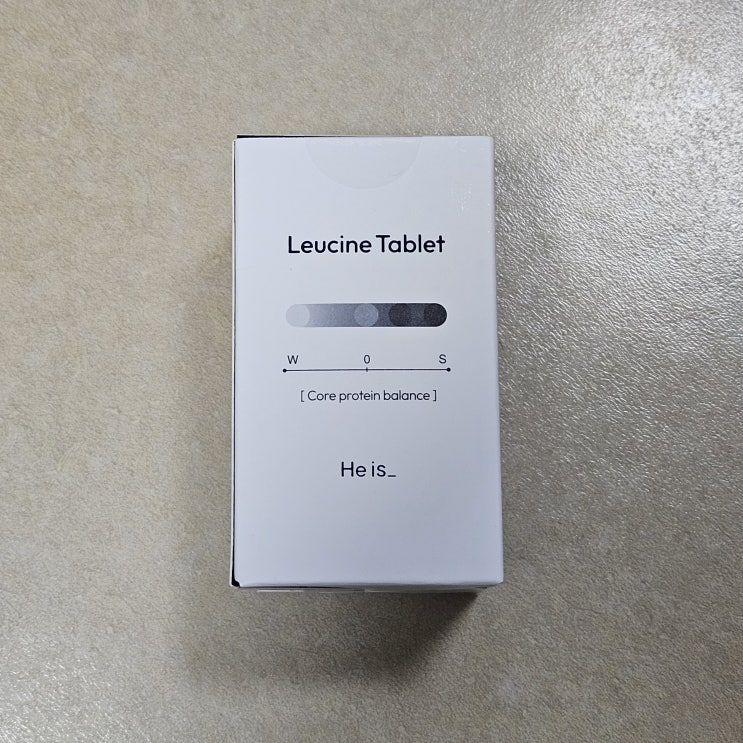 Leucine Tablet
W 0 S
[ Core protein balance ]
He is_